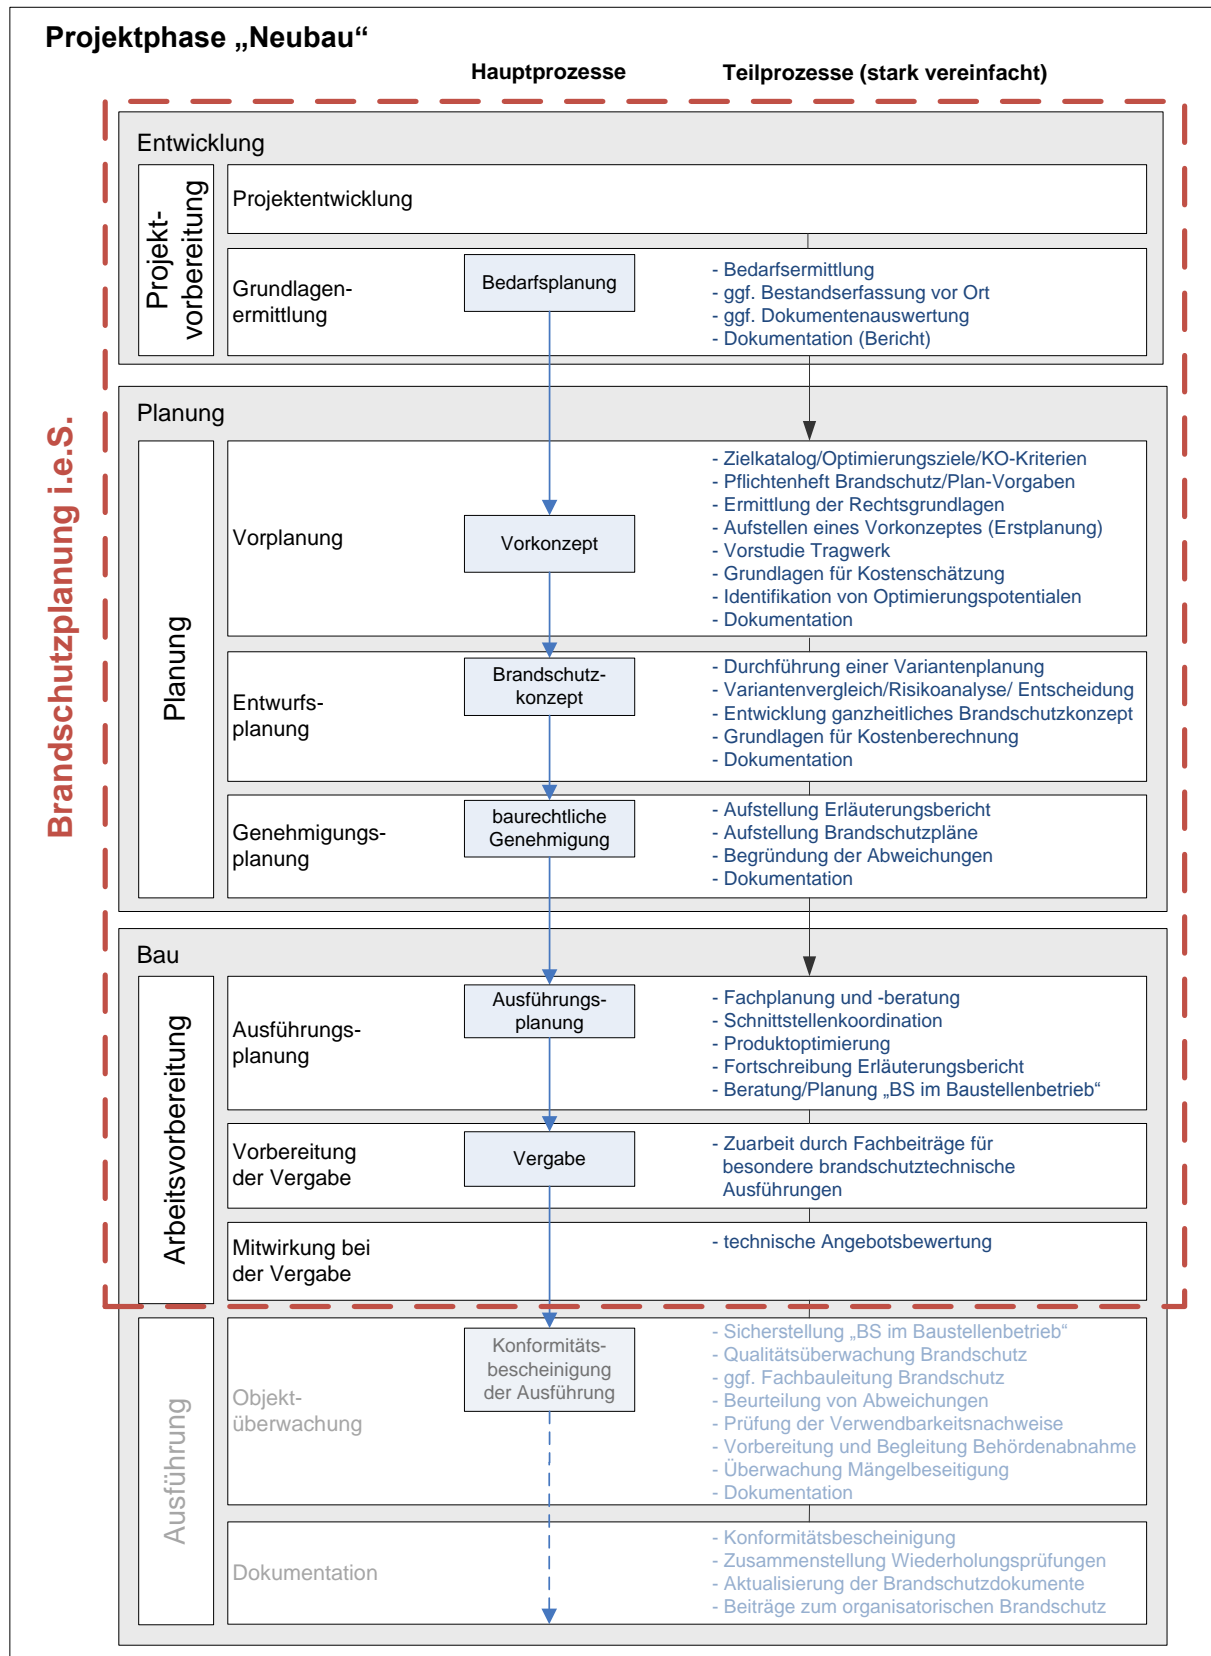 Projektphase „Neubau“
Hauptprozesse
Teilprozesse (stark vereinfacht)
Brandschutzplanung i.e.S.
Entwicklung
Projekt-
vorbereitung
Projektentwicklung
Grundlagen-
ermittlung
Bedarfsplanung
- Bedarfsermittlung
- ggf. Bestandserfassung vor Ort
- ggf. Dokumentenauswertung
- Dokumentation (Bericht)
Planung
Planung
Vorplanung
Vorkonzept
- Zielkatalog/Optimierungsziele/KO-Kriterien
- Pflichtenheft Brandschutz/Plan-Vorgaben
- Ermittlung der Rechtsgrundlagen
- Aufstellen eines Vorkonzeptes (Erstplanung)
- Vorstudie Tragwerk
- Grundlagen für Kostenschätzung
- Identifikation von Optimierungspotentialen
- Dokumentation
Entwurfs-
planung
Brandschutz-
konzept
- Durchführung einer Variantenplanung
- Variantenvergleich/Risikoanalyse/ Entscheidung
- Entwicklung ganzheitliches Brandschutzkonzept
- Grundlagen für Kostenberechnung
- Dokumentation
Genehmigungs-
planung
baurechtliche
Genehmigung
- Aufstellung Erläuterungsbericht
- Aufstellung Brandschutzpläne
- Begründung der Abweichungen
- Dokumentation
Bau
Arbeitsvorbereitung
Ausführungs-
planung
Ausführungs-
planung
- Fachplanung und -beratung
- Schnittstellenkoordination
- Produktoptimierung
- Fortschreibung Erläuterungsbericht
- Beratung/Planung „BS im Baustellenbetrieb“
Vorbereitung
der Vergabe
Vergabe
- Zuarbeit durch Fachbeiträge für
besondere brandschutztechnische
Ausführungen
Mitwirkung bei
der Vergabe
- technische Angebotsbewertung
Ausführung
Objekt-
überwachung
Konformitäts-
bescheinigung
der Ausführung
- Sicherstellung „BS im Baustellenbetrieb“
- Qualitätsüberwachung Brandschutz
- ggf. Fachbauleitung Brandschutz
- Beurteilung von Abweichungen
- Prüfung der Verwendbarkeitsnachweise
- Vorbereitung und Begleitung Behördenabnahme
- Überwachung Mängelbeseitigung
- Dokumentation
Dokumentation
- Konformitätsbescheinigung
- Zusammenstellung Wiederholungsprüfungen
- Aktualisierung der Brandschutzdokumente
- Beiträge zum organisatorischen Brandschutz